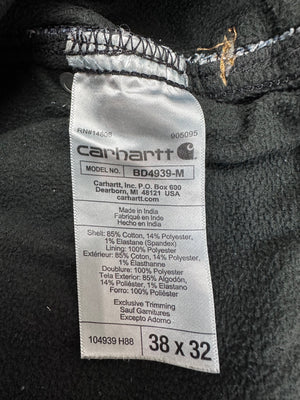 RN#14806 906095
carhartt
MODEL NO. BD4939-M
Carhartt, Inc. P.O. Box 600
Dearborn, MI 48121 USA
carhartt.com
Made in India
Fabriqué en Inde
Hecho en India
Shell: 85% Cotton, 14% Polyester,
1% Elastane (Spandex)
Lining: 100% Polyester
Extérieur: 85% Coton, 14% Polyester,
1% Élasthanne
Doublure: 100% Polyester
Tela Exterior: 85% Algodón,
14% Poliéster, 1% Elastano
Forro: 100% Poliéster
Exclusive Trimming
Sauf Garnitures
Excepto Adorno
104939 H88 38 x 32